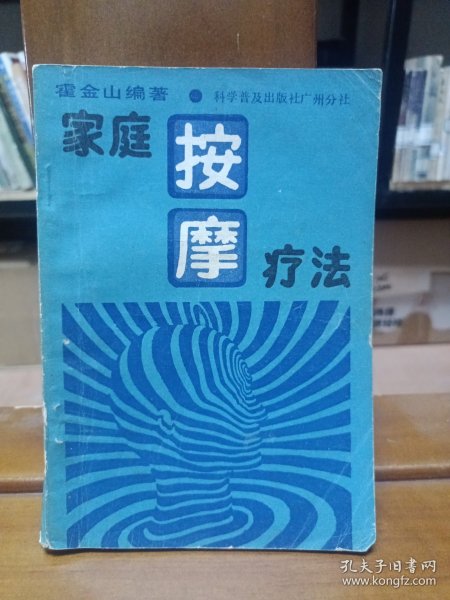 霍金山编著 ● 科学普及出版社广州分社
家庭
按
摩
疗法
孔夫子旧书网
www.kongfz.com